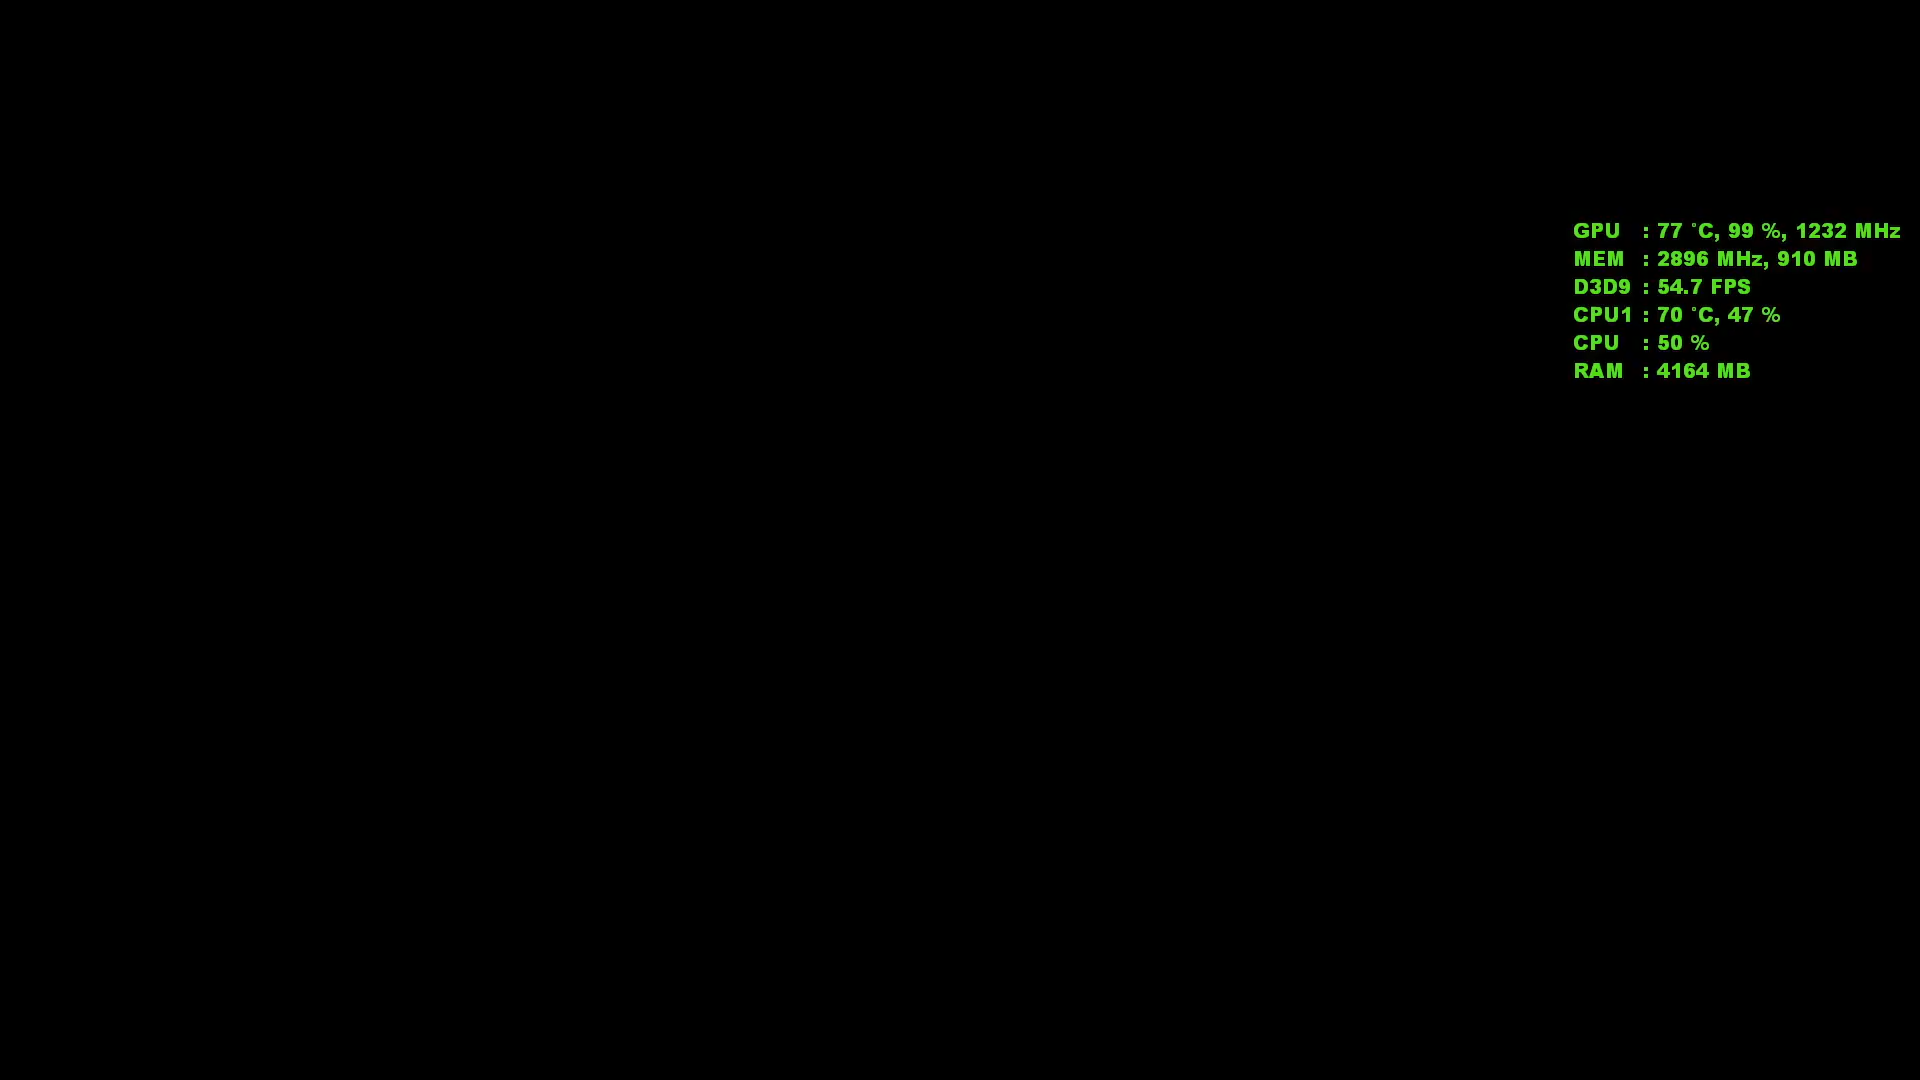 GPU : 77 °C, 99 %, 1232 MHz
MEM : 2896 MHz, 910 MB
D3D9 : 54.7 FPS
CPU1 : 70 °C, 47 %
CPU : 50 %
RAM : 4164 MB